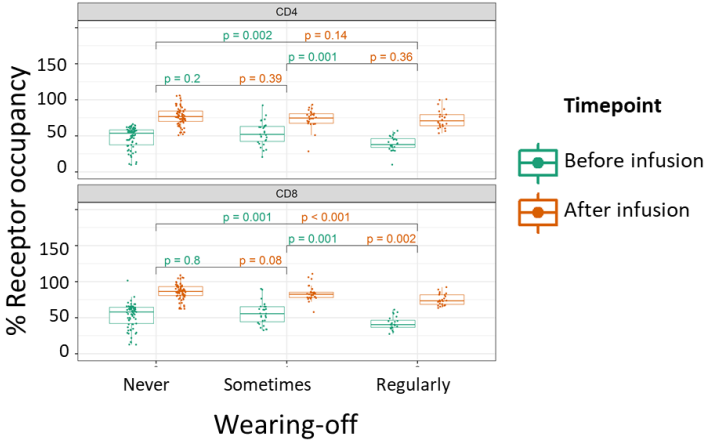 CD4
p = 0.002 p = 0.14
p = 0.001 p = 0.36
p = 0.2 p = 0.39
150
100
50
0
CD8
p = 0.001 p < 0.001
p = 0.001 p = 0.002
p = 0.8 p = 0.08
150
100
50
0
% Receptor occupancy
Never Sometimes Regularly
Wearing-off
Timepoint
Before infusion
After infusion